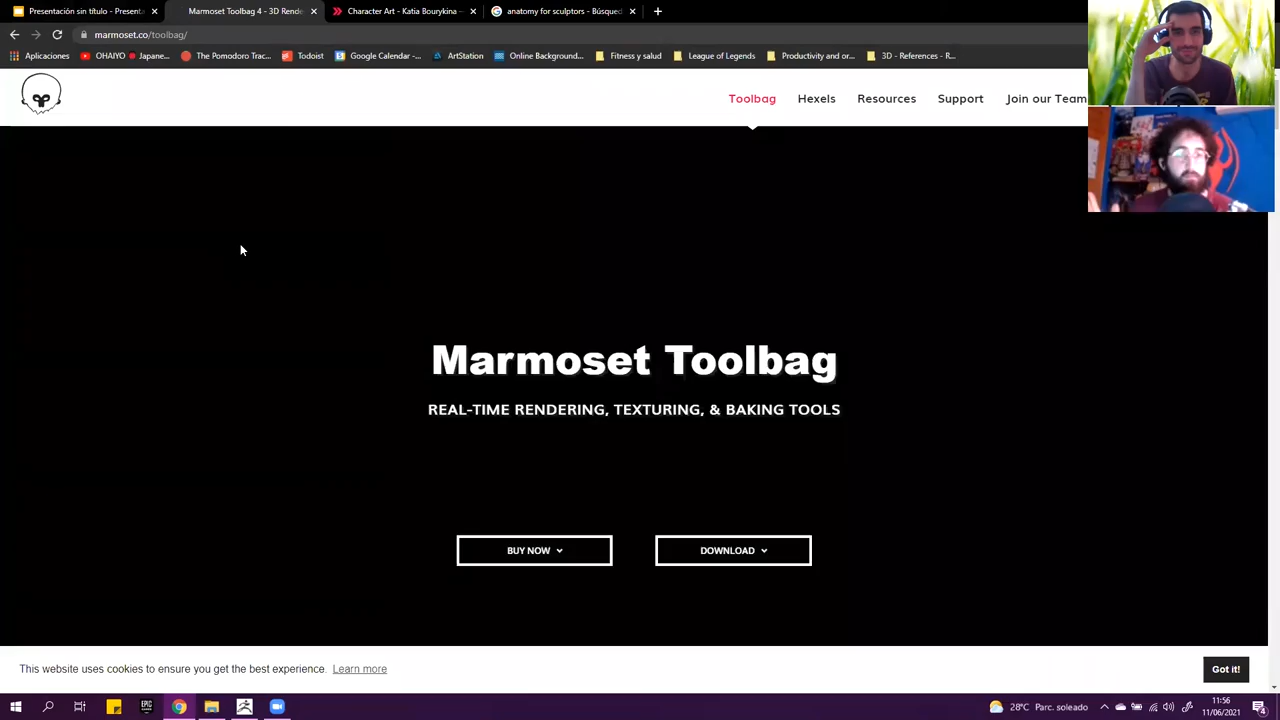 Presentación sin título - Presenta
Marmoset Toolbag 4 - 3D Rende
Character Art - Katia Bourykina —
anatomy for sculptors - Búsqued
marmoset.co/toolbag/
Aplicaciones
OHAIYO ☀ Japane...
The Pomodoro Trac...
Todoist
Google Calendar -...
ArtStation
Online Background...
Fitness y salud
League of Legends
Productivity and or...
3D - References - R...
Toolbag
Hexels
Resources
Support
Join our Team
Marmoset Toolbag
REAL-TIME RENDERING, TEXTURING, & BAKING TOOLS
BUY NOW
DOWNLOAD
This website uses cookies to ensure you get the best experience. Learn more
Got it!
EPIC
28°C Parc. soleado
11:56
11/06/2021
4